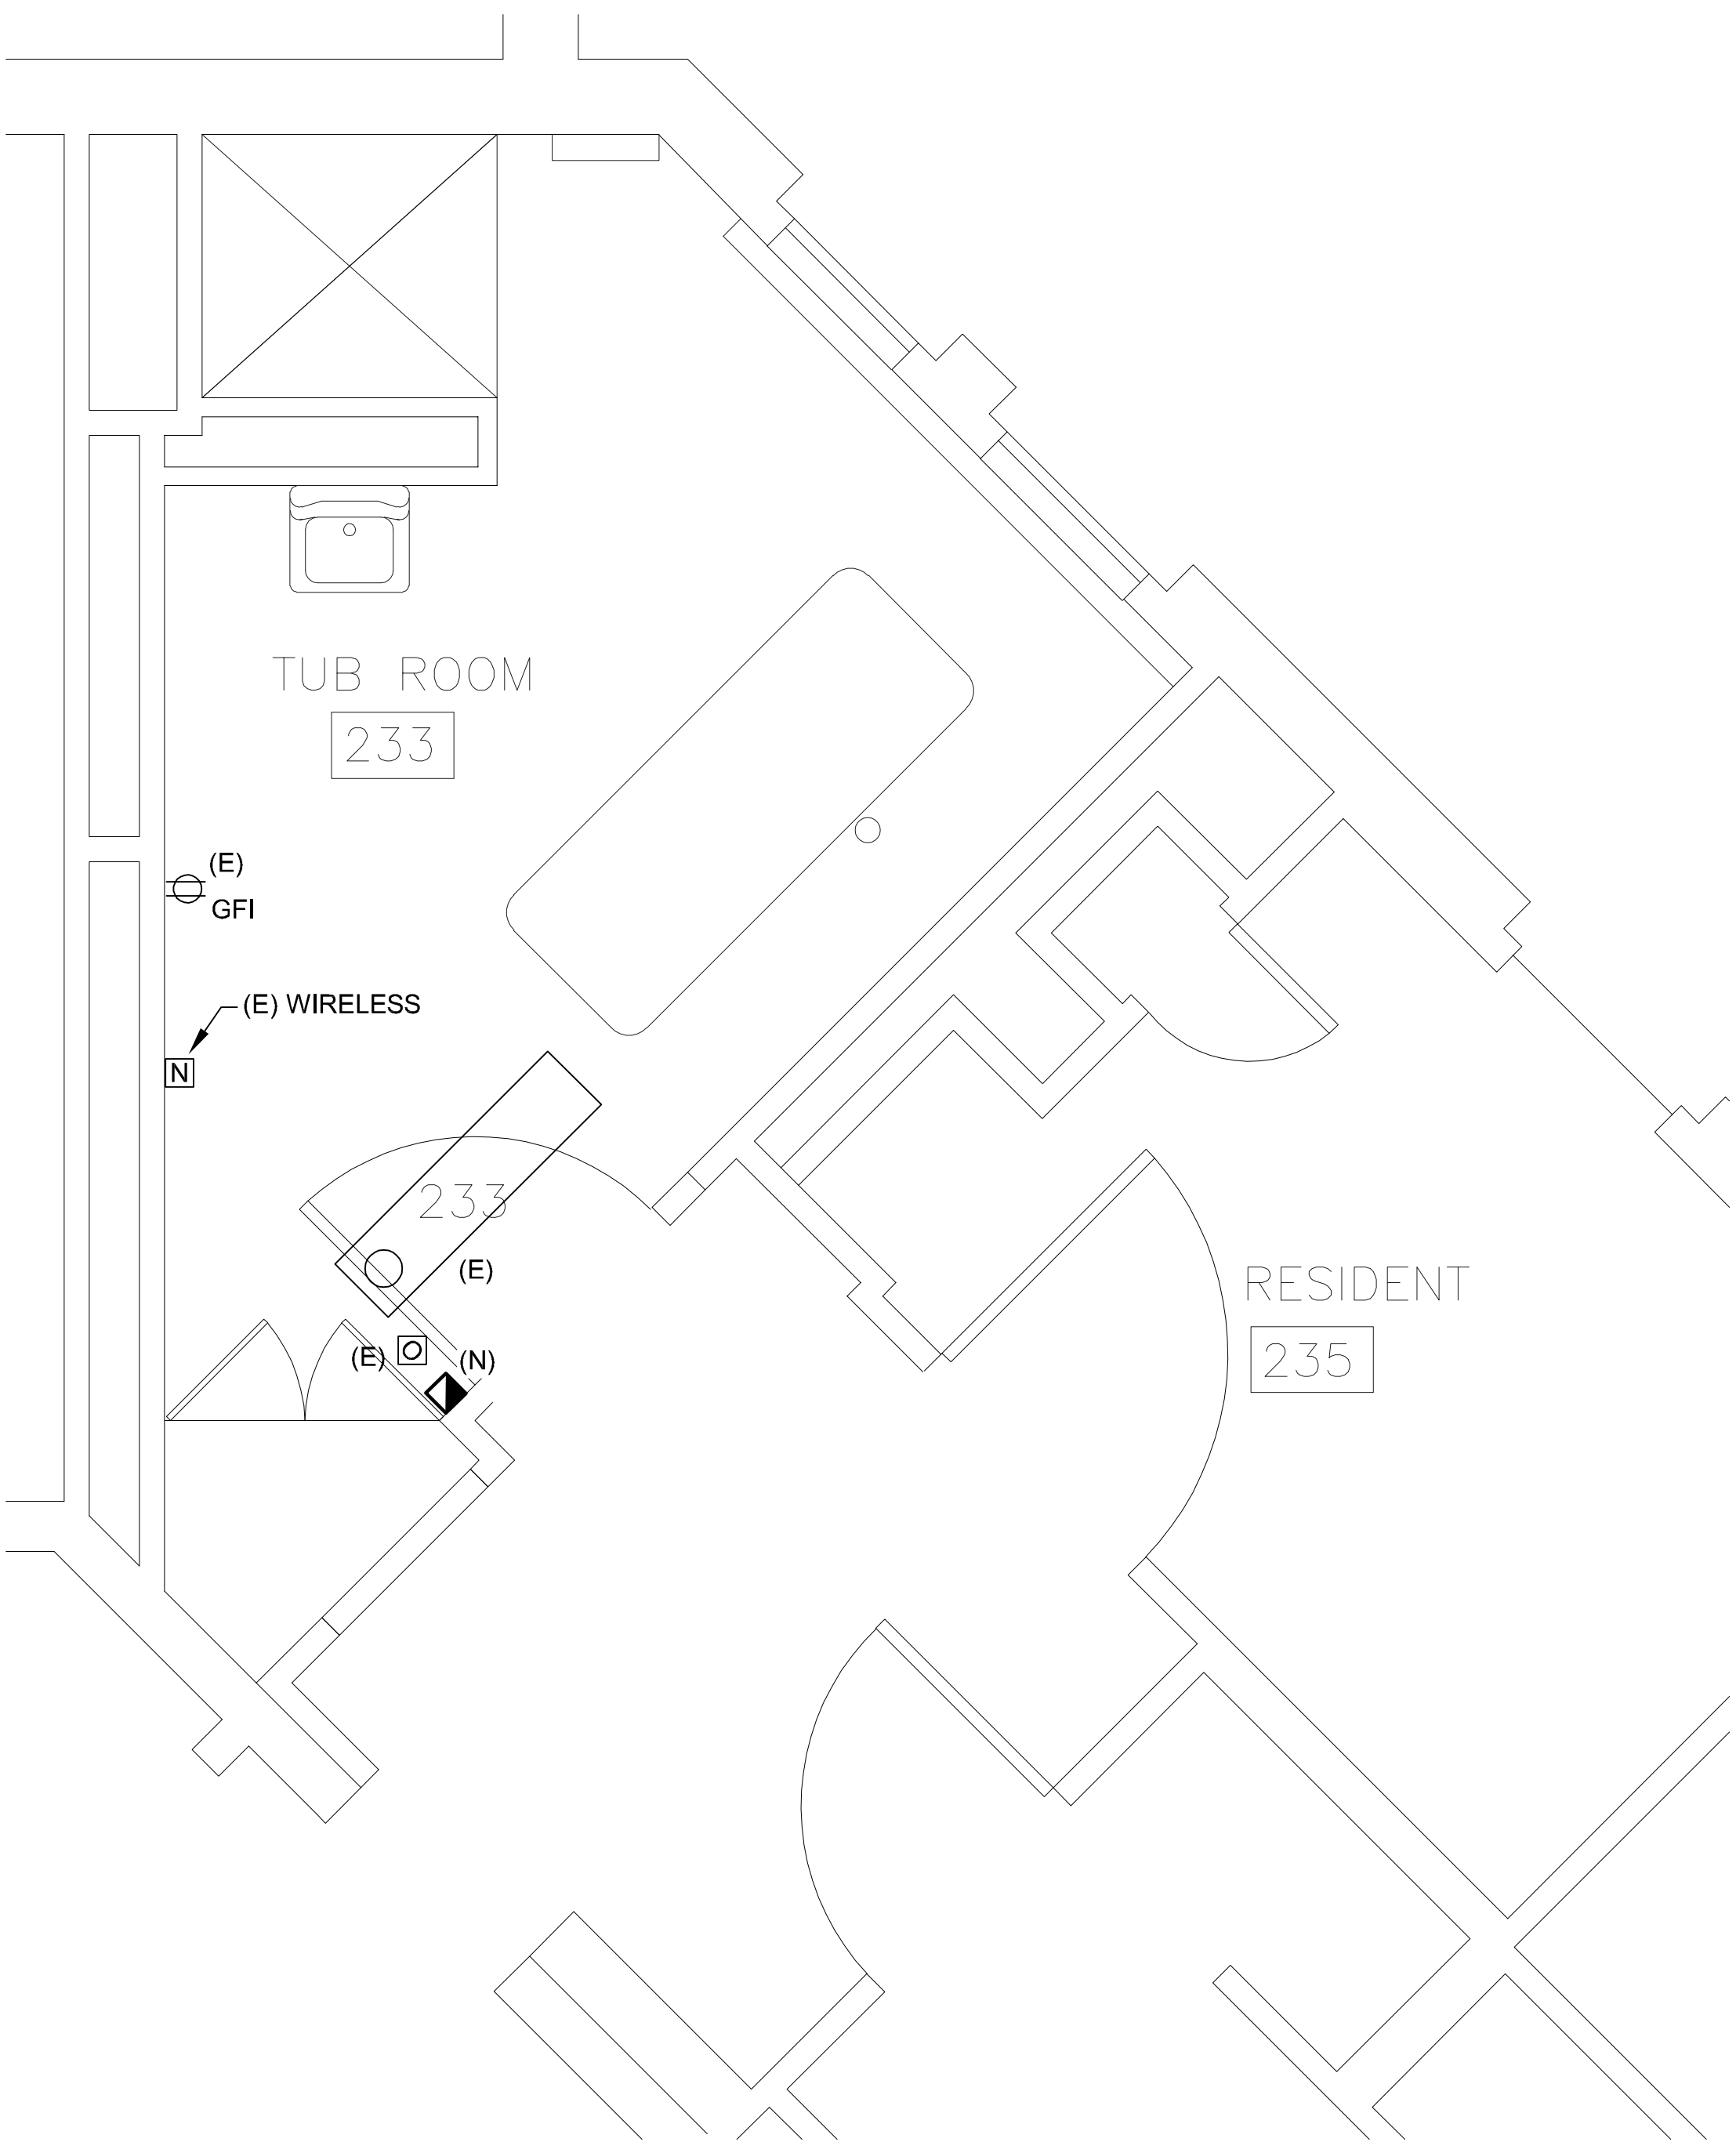 TUB ROOM
233
(E)
GFI
(E) WIRELESS
N
233
(E)
(E)
(N)
RESIDENT
235